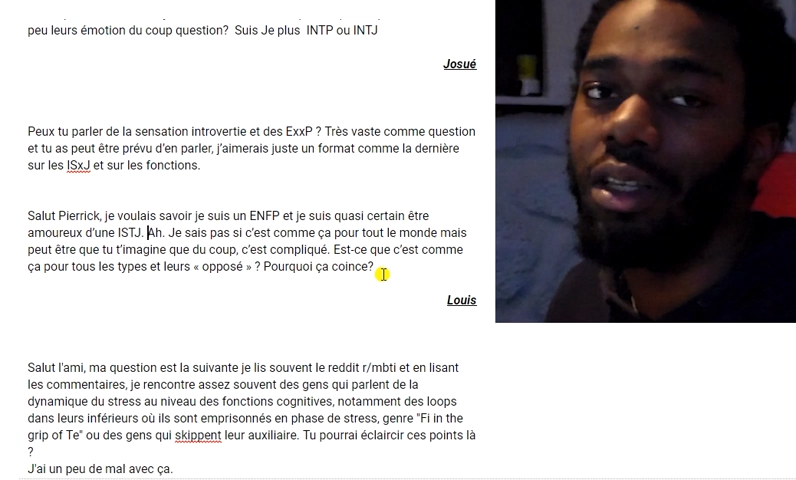 peu leurs émotion du coup question?  Suis Je plus  INTP ou INTJ
Josué
Peux tu parler de la sensation introvertie et des ExxP ? Très vaste comme question
et tu as peut être prévu d'en parler, j'aimerais juste un format comme la dernière
sur les ISxJ et sur les fonctions.
Salut Pierrick, je voulais savoir je suis un ENFP et je suis quasi certain être
amoureux d'une ISTJ. Ah. Je sais pas si c'est comme ça pour tout le monde mais
peut être que tu t'imagine que du coup, c'est compliqué. Est-ce que c'est comme
ça pour tous les types et leurs « opposé » ? Pourquoi ça coince?
Louis
Salut l'ami, ma question est la suivante je lis souvent le reddit r/mbti et en lisant
les commentaires, je rencontre assez souvent des gens qui parlent de la
dynamique du stress au niveau des fonctions cognitives, notamment des loops
dans leurs inférieurs où ils sont emprisonnés en phase de stress, genre "Fi in the
grip of Te" ou des gens qui skippent leur auxiliaire. Tu pourrai éclaircir ces points là
?
J'ai un peu de mal avec ça.